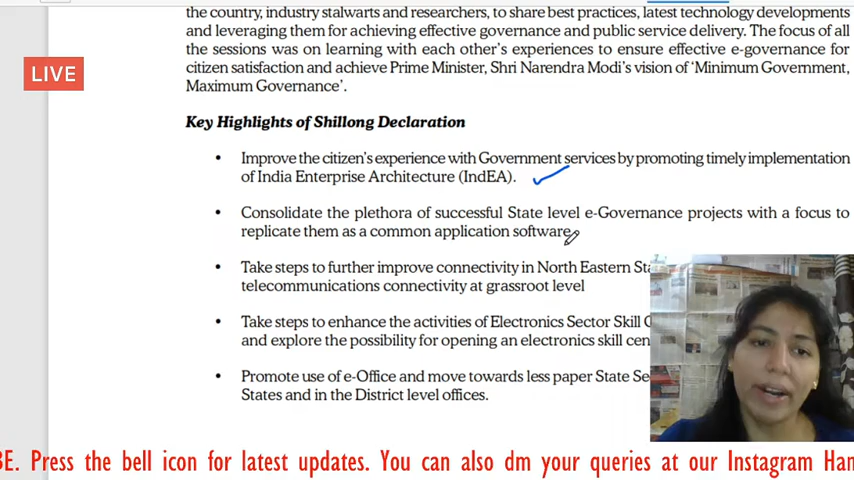 the country, industry stalwarts and researchers, to share best practices, latest technology developments
and leveraging them for achieving effective governance and public service delivery. The focus of all
the sessions was on learning with each other's experiences to ensure effective e-governance for
citizen satisfaction and achieve Prime Minister, Shri Narendra Modi's vision of 'Minimum Government,
Maximum Governance'.
LIVE
Key Highlights of Shillong Declaration
• Improve the citizen's experience with Government services by promoting timely implementation
of India Enterprise Architecture (IndEA).
• Consolidate the plethora of successful State level e-Governance projects with a focus to
replicate them as a common application software
• Take steps to further improve connectivity in North Eastern
telecommunications connectivity at grassroot level
• Take steps to enhance the activities of Electronics Sector Skill
and explore the possibility for opening an electronics skill
• Promote use of e-Office and move towards less paper State
States and in the District level offices.
Press the bell icon for latest updates. You can also dm your queries at our Instagram